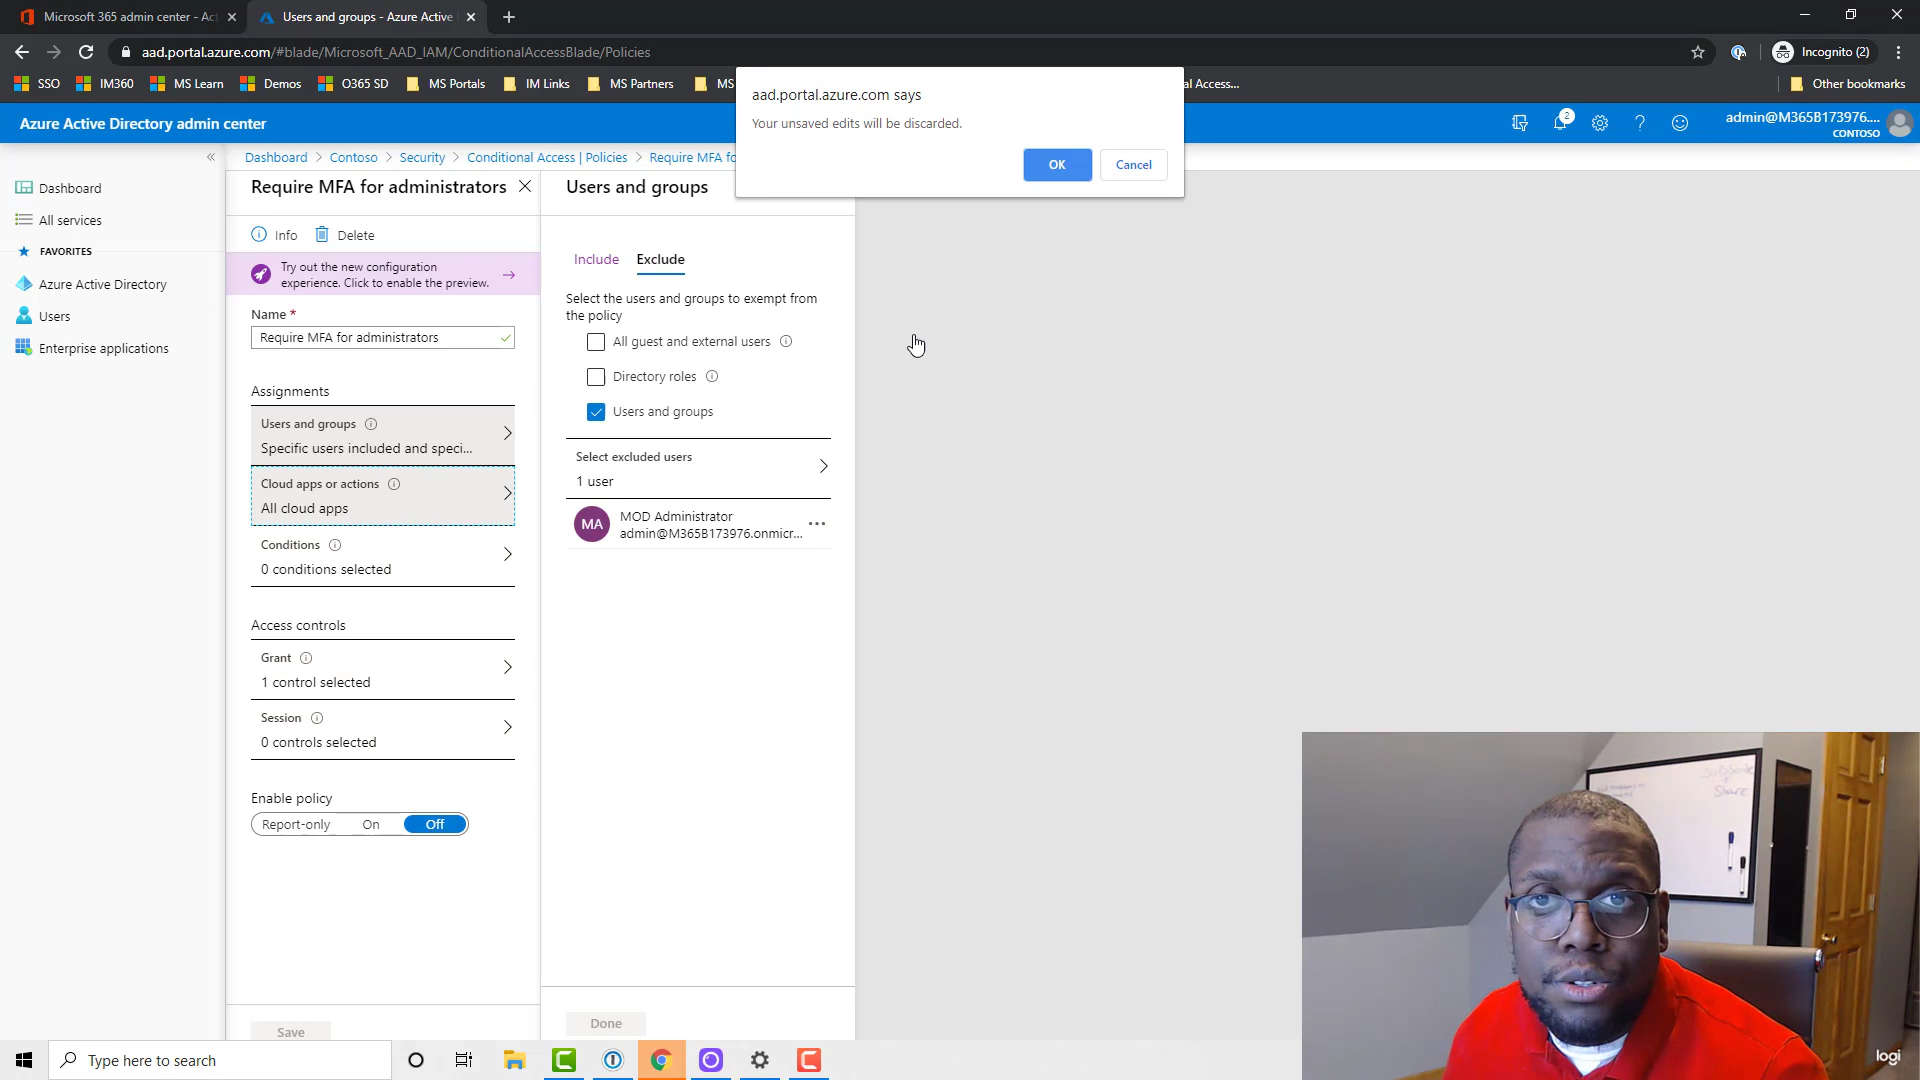 Microsoft 365 admin center - Act
Users and groups - Azure Active
aad.portal.azure.com/#blade/Microsoft_AAD_IAM/ConditionalAccessBlade/Policies
Incognito (2)
SSO
IM360
MS Learn
Demos
O365 SD
MS Portals
IM Links
MS Partners
MS
al Access...
Other bookmarks
aad.portal.azure.com says
Your unsaved edits will be discarded.
OK
Cancel
Azure Active Directory admin center
2
admin@M365B173976....
CONTOSO
Dashboard > Contoso > Security > Conditional Access | Policies > Require MFA fo
Dashboard
All services
FAVORITES
Azure Active Directory
Users
Enterprise applications
Require MFA for administrators
Info
Delete
Try out the new configuration
experience. Click to enable the preview.
Name *
Require MFA for administrators
Assignments
Users and groups
Specific users included and speci...
Cloud apps or actions
All cloud apps
Conditions
0 conditions selected
Access controls
Grant
1 control selected
Session
0 controls selected
Enable policy
Report-only On Off
Save
Users and groups
Include Exclude
Select the users and groups to exempt from
the policy
All guest and external users
Directory roles
Users and groups
Select excluded users
1 user
MA
MOD Administrator
admin@M365B173976.onmicr...
Done
Share
logi
Type here to search